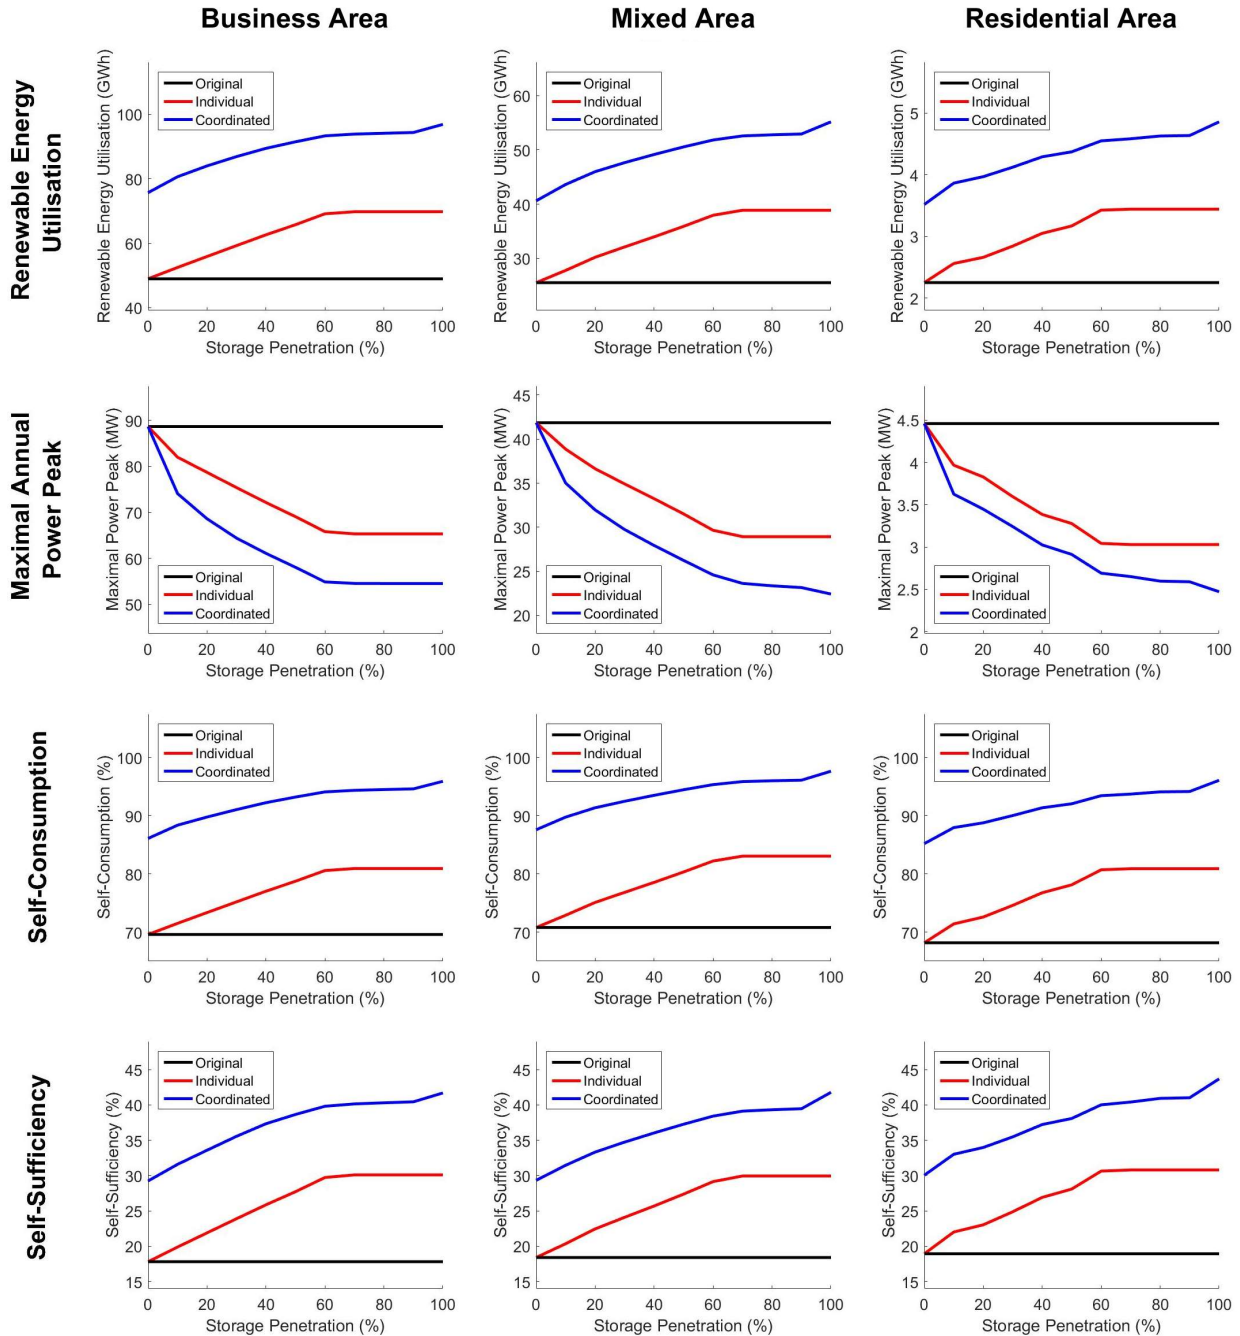 Business Area
Mixed Area
Residential Area
Renewable Energy
Utilisation
Renewable Energy Utilisation (GWh)
100
80
60
40
Original
Individual
Coordinated
0 20 40 60 80 100
Storage Penetration (%)
Renewable Energy Utilisation (GWh)
60
50
40
30
Original
Individual
Coordinated
0 20 40 60 80 100
Storage Penetration (%)
Renewable Energy Utilisation (GWh)
5
4
3
2
Original
Individual
Coordinated
0 20 40 60 80 100
Storage Penetration (%)
Maximal Annual
Power Peak
Maximal Power Peak (MW)
90
80
70
60
50
Original
Individual
Coordinated
0 20 40 60 80 100
Storage Penetration (%)
Maximal Power Peak (MW)
45
40
35
30
25
20
Original
Individual
Coordinated
0 20 40 60 80 100
Storage Penetration (%)
Maximal Power Peak (MW)
4.5
4
3.5
3
2.5
2
Original
Individual
Coordinated
0 20 40 60 80 100
Storage Penetration (%)
Self-Consumption
Self-Consumption (%)
100
90
80
70
Original
Individual
Coordinated
0 20 40 60 80 100
Storage Penetration (%)
Self-Consumption (%)
100
90
80
70
Original
Individual
Coordinated
0 20 40 60 80 100
Storage Penetration (%)
Self-Consumption (%)
100
90
80
70
Original
Individual
Coordinated
0 20 40 60 80 100
Storage Penetration (%)
Self-Sufficiency
Self-Sufficiency (%)
45
40
35
30
25
20
15
Original
Individual
Coordinated
0 20 40 60 80 100
Storage Penetration (%)
Self-Sufficiency (%)
45
40
35
30
25
20
15
Original
Individual
Coordinated
0 20 40 60 80 100
Storage Penetration (%)
Self-Sufficiency (%)
45
40
35
30
25
20
15
Original
Individual
Coordinated
0 20 40 60 80 100
Storage Penetration (%)